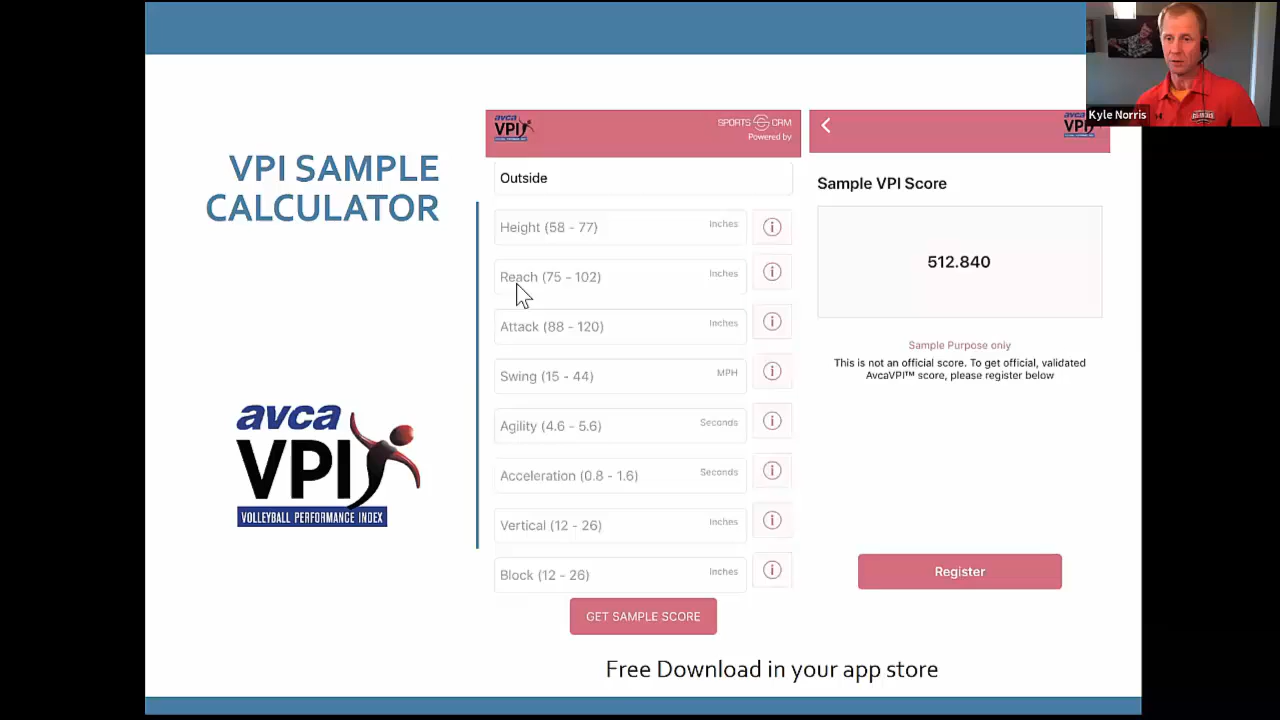 VPI SAMPLE
CALCULATOR
avca
VPI
VOLLEYBALL PERFORMANCE INDEX
avca
VPI
SPORTS CRM
Powered by
Outside
Height (58 - 77) Inches
Reach (75 - 102) Inches
Attack (88 - 120) Inches
Swing (15 - 44) MPH
Agility (4.6 - 5.6) Seconds
Acceleration (0.8 - 1.6) Seconds
Vertical (12 - 26) Inches
Block (12 - 26) Inches
GET SAMPLE SCORE
avca
VPI
Sample VPI Score
512.840
Sample Purpose only
This is not an official score. To get official, validated
AvcaVPI™ score, please register below
Register
Free Download in your app store
Kyle Norris